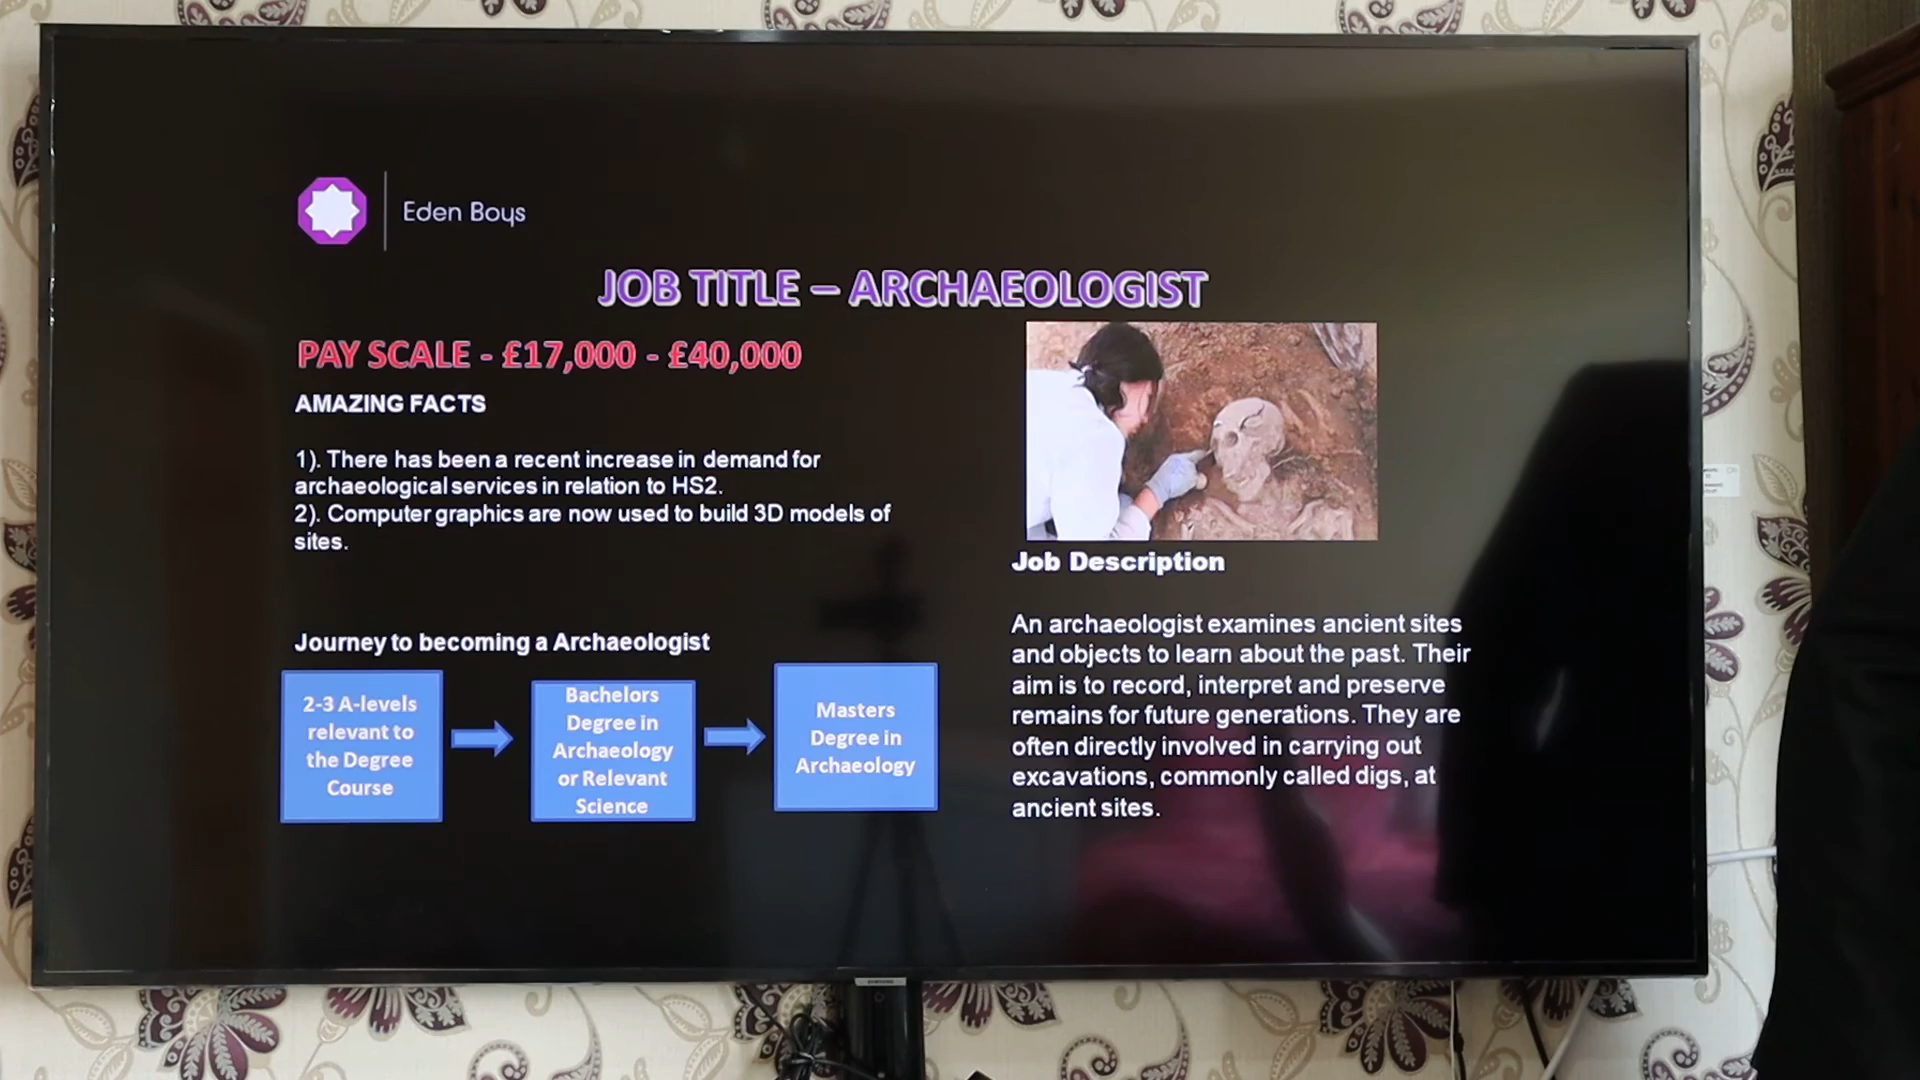 Eden Boys
JOB TITLE – ARCHAEOLOGIST
PAY SCALE - £17,000 - £40,000
AMAZING FACTS
1). There has been a recent increase in demand for
archaeological services in relation to HS2.
2). Computer graphics are now used to build 3D models of
sites.
Journey to becoming a Archaeologist
2-3 A-levels
relevant to
the Degree
Course
Bachelors
Degree in
Archaeology
or Relevant
Science
Masters
Degree in
Archaeology
Job Description
An archaeologist examines ancient sites
and objects to learn about the past. Their
aim is to record, interpret and preserve
remains for future generations. They are
often directly involved in carrying out
excavations, commonly called digs, at
ancient sites.
SAMSUNG